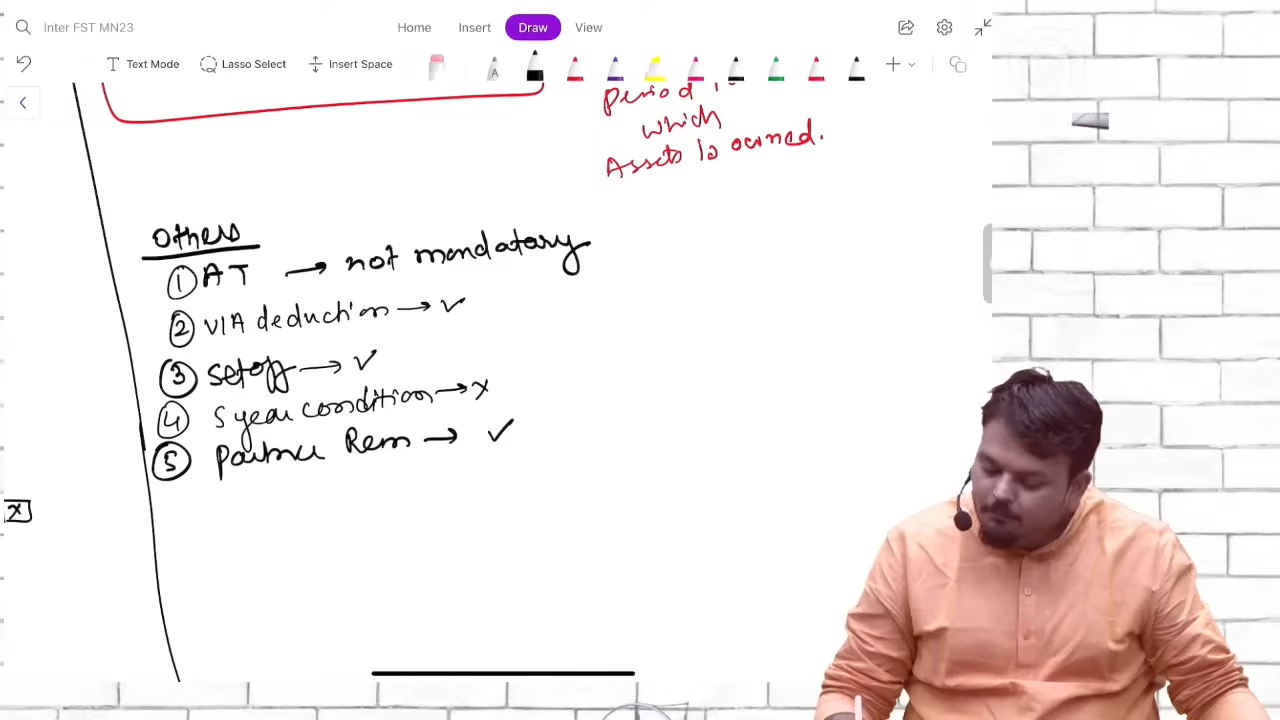 Inter FST MN23
Home
Insert
Draw
View
Text Mode
Lasso Select
Insert Space
A
Period i
which
Assets is owned.
Others
① AT → not mandatory
② VIA deduction → ✓
③ setoff → ✓
④ 5 year condition → x
⑤ Partner Rem → ✓
x